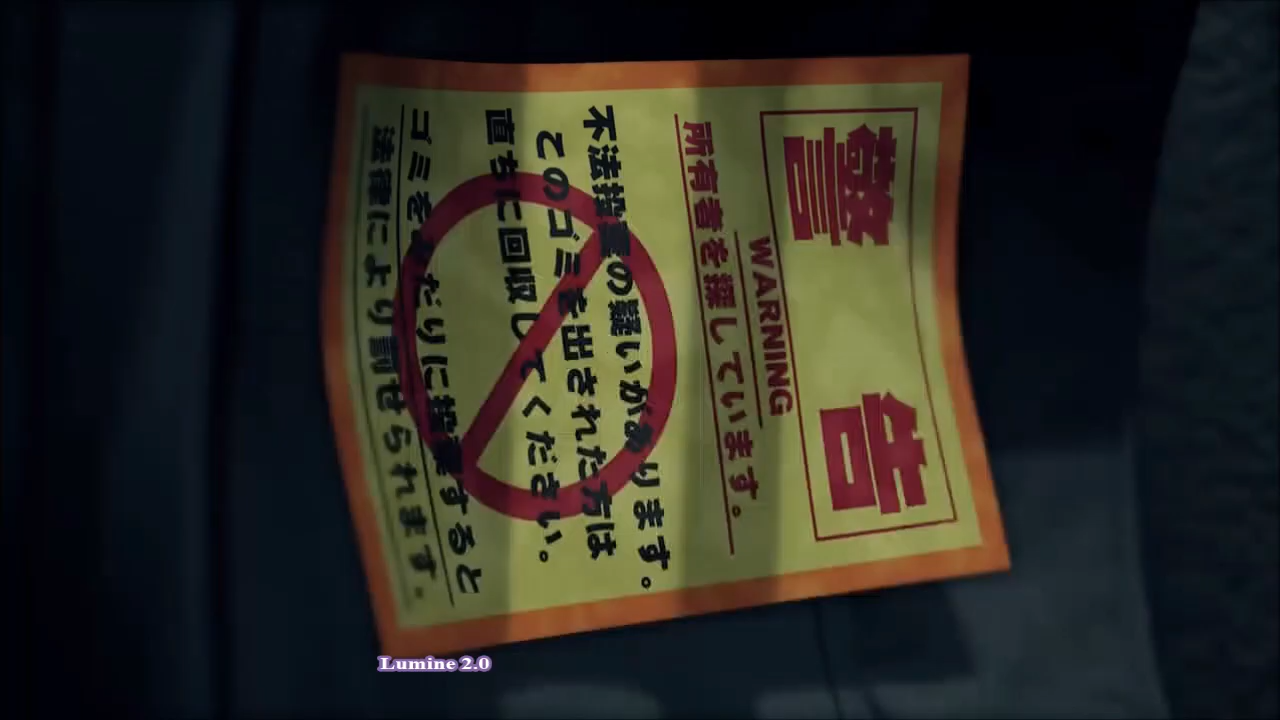 警告
WARNING
所有者を探しています。
不法投棄の疑いがあります。
このゴミを出された方は
直ちに回収してください。
ゴミをみだりに投棄すると
法律により罰せられます。
Lumine 2.0